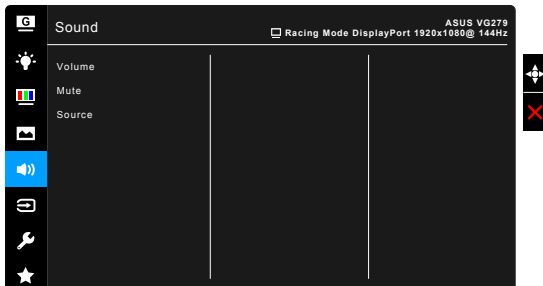 G
Sound
ASUS VG279
Racing Mode DisplayPort 1920x1080@ 144Hz
Volume
Mute
Source